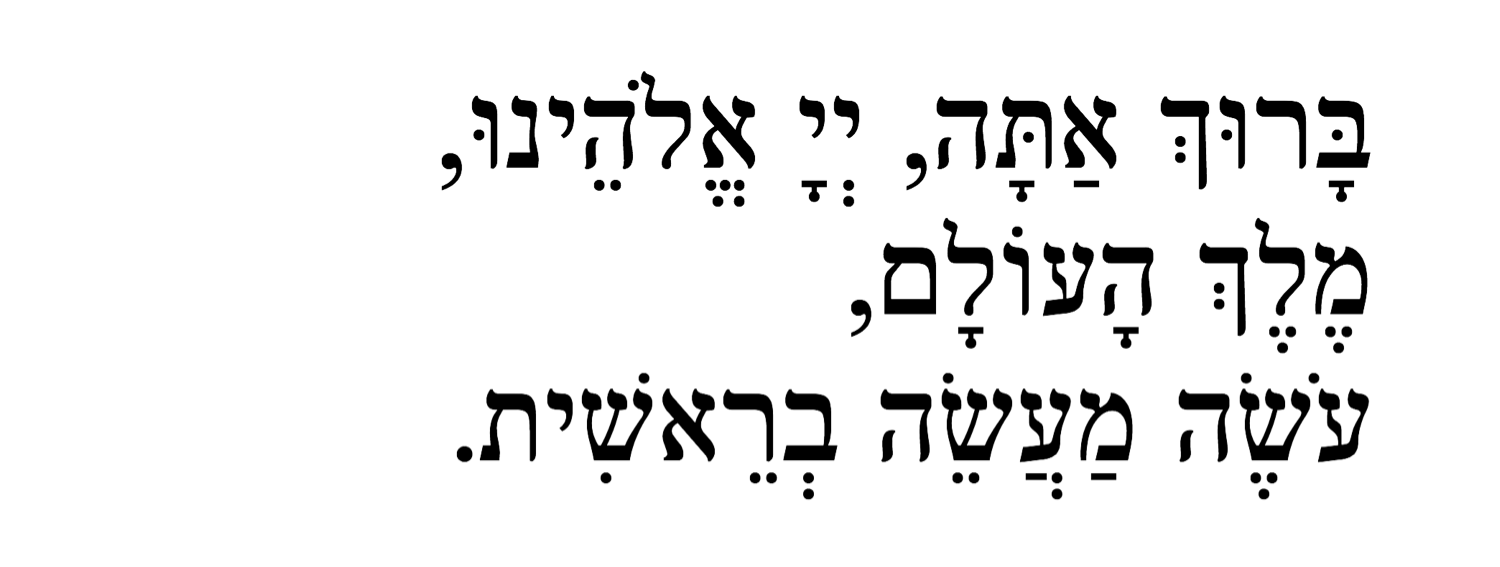 בָּרוּךְ אַתָּה, יְיָ אֱלֹהֵינוּ,
מֶלֶךְ הָעוֹלָם,
עֹשֶׂה מַעֲשֵׂה בְרֵאשִׁית.